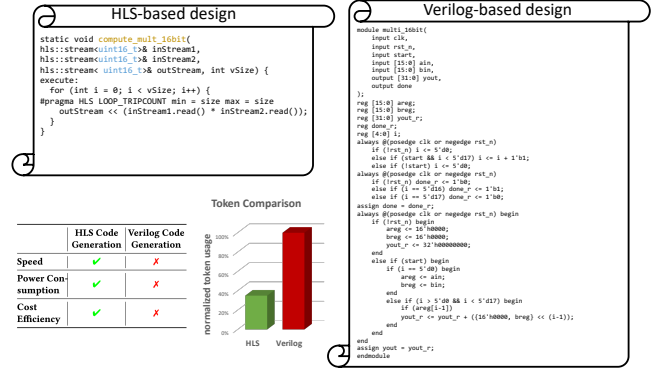 HLS-based design
static void compute_mult_16bit(
hls::stream<uint16_t>& inStream1,
hls::stream<uint16_t>& inStream2,
hls::stream< uint16_t>& outStream, int vSize) {
execute:
for (int i = 0; i < vSize; i++) {
#pragma HLS LOOP_TRIPCOUNT min = size max = size
outStream << (inStream1.read() * inStream2.read());
}
}
HLS Code Generation
Verilog Code Generation
Speed ✔ ✗
Power Con-
sumption ✔ ✗
Cost
Efficiency ✔ ✗
Token Comparison
normalized token usage
100%
80%
60%
40%
20%
0%
HLS Verilog
Verilog-based design
module multi_16bit(
input clk,
input rst_n,
input start,
input [15:0] ain,
input [15:0] bin,
output [31:0] yout,
output done
);
reg [15:0] areg;
reg [15:0] breg;
reg [31:0] yout_r;
reg done_r;
reg [4:0] i;
always @(posedge clk or negedge rst_n)
if (!rst_n) i <= 5'd0;
else if (start && i < 5'd17) i <= i + 1'b1;
else if (!start) i <= 5'd0;
always @(posedge clk or negedge rst_n)
if (!rst_n) done_r <= 1'b0;
else if (i == 5'd16) done_r <= 1'b1;
else if (i == 5'd17) done_r <= 1'b0;
assign done = done_r;
always @(posedge clk or negedge rst_n) begin
if (!rst_n) begin
areg <= 16'h0000;
breg <= 16'h0000;
yout_r <= 32'h00000000;
end
else if (start) begin
if (i == 5'd0) begin
areg <= ain;
breg <= bin;
end
else if (i > 5'd0 && i < 5'd17) begin
if (areg[i-1])
yout_r <= yout_r + ({16'h0000, breg} << (i-1));
end
end
end
assign yout = yout_r;
endmodule